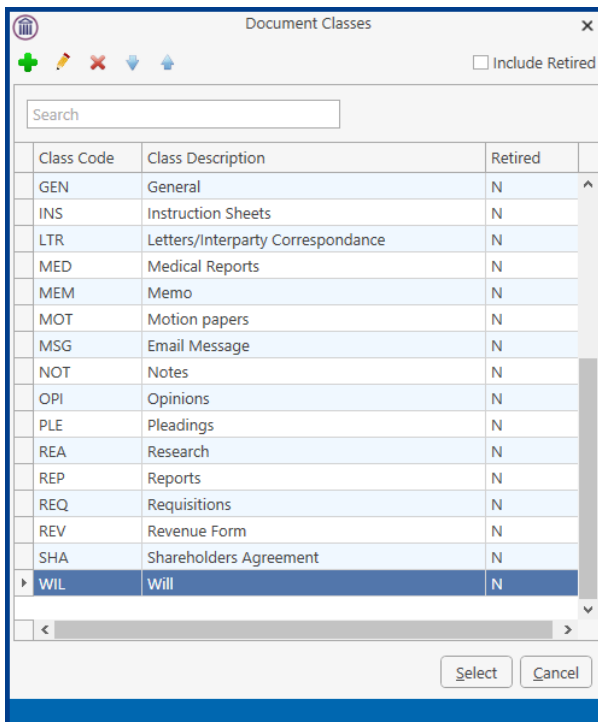 Document Classes
Include Retired
Search
Class Code Class Description Retired
GEN General N
INS Instruction Sheets N
LTR Letters/Interparty Correspondance N
MED Medical Reports N
MEM Memo N
MOT Motion papers N
MSG Email Message N
NOT Notes N
OPI Opinions N
PLE Pleadings N
REA Research N
REP Reports N
REQ Requisitions N
REV Revenue Form N
SHA Shareholders Agreement N
WIL Will N
Select Cancel